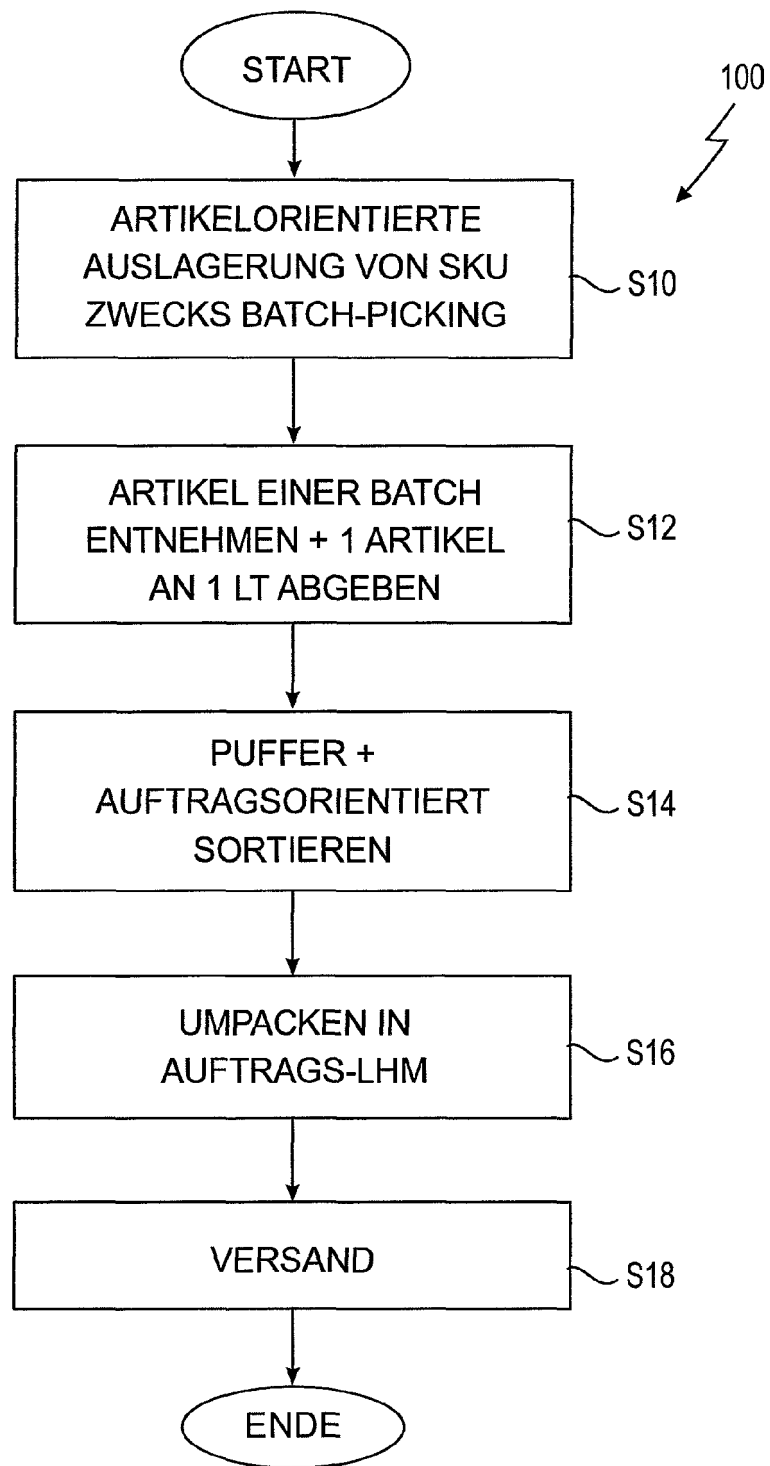 START
100
ARTIKELORIENTIERTE
AUSLAGERUNG VON SKU
ZWECKS BATCH-PICKING
S10
ARTIKEL EINER BATCH
ENTNEHMEN + 1 ARTIKEL
AN 1 LT ABGEBEN
S12
PUFFER +
AUFTRAGSORIENTIERT
SORTIEREN
S14
UMPACKEN IN
AUFTRAGS-LHM
S16
VERSAND
S18
ENDE